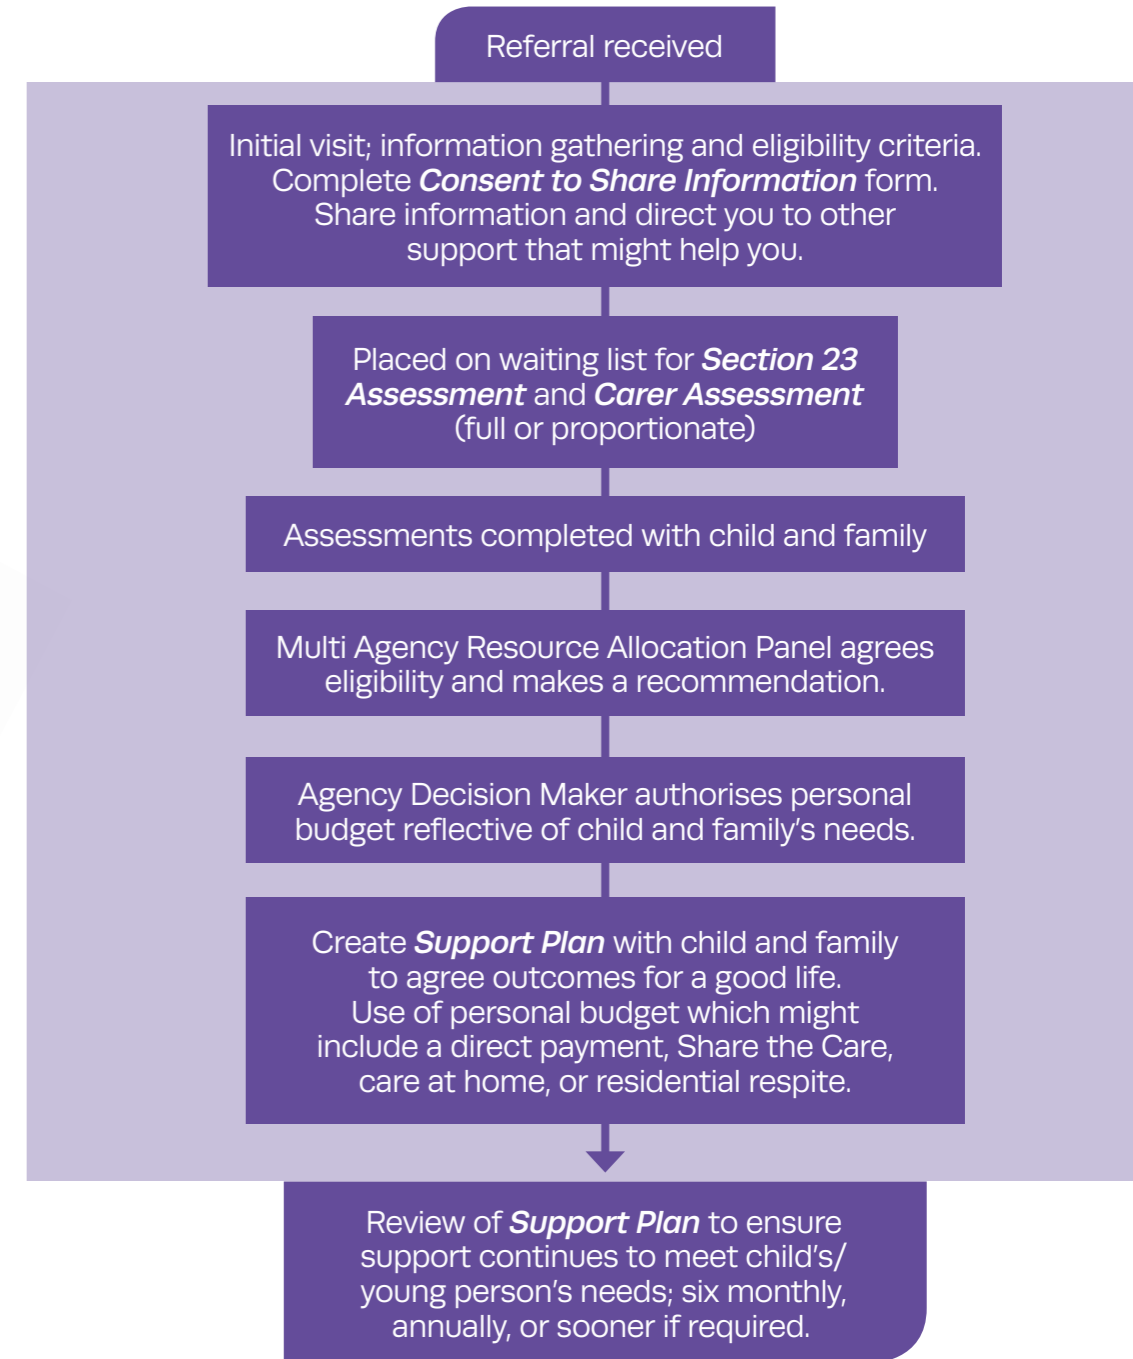 Referral received
Initial visit; information gathering and eligibility criteria.
Complete Consent to Share Information form.
Share information and direct you to other
support that might help you.
Placed on waiting list for Section 23
Assessment and Carer Assessment
(full or proportionate)
Assessments completed with child and family
Multi Agency Resource Allocation Panel agrees
eligibility and makes a recommendation.
Agency Decision Maker authorises personal
budget reflective of child and family’s needs.
Create Support Plan with child and family
to agree outcomes for a good life.
Use of personal budget which might
include a direct payment, Share the Care,
care at home, or residential respite.
Review of Support Plan to ensure
support continues to meet child’s/
young person’s needs; six monthly,
annually, or sooner if required.